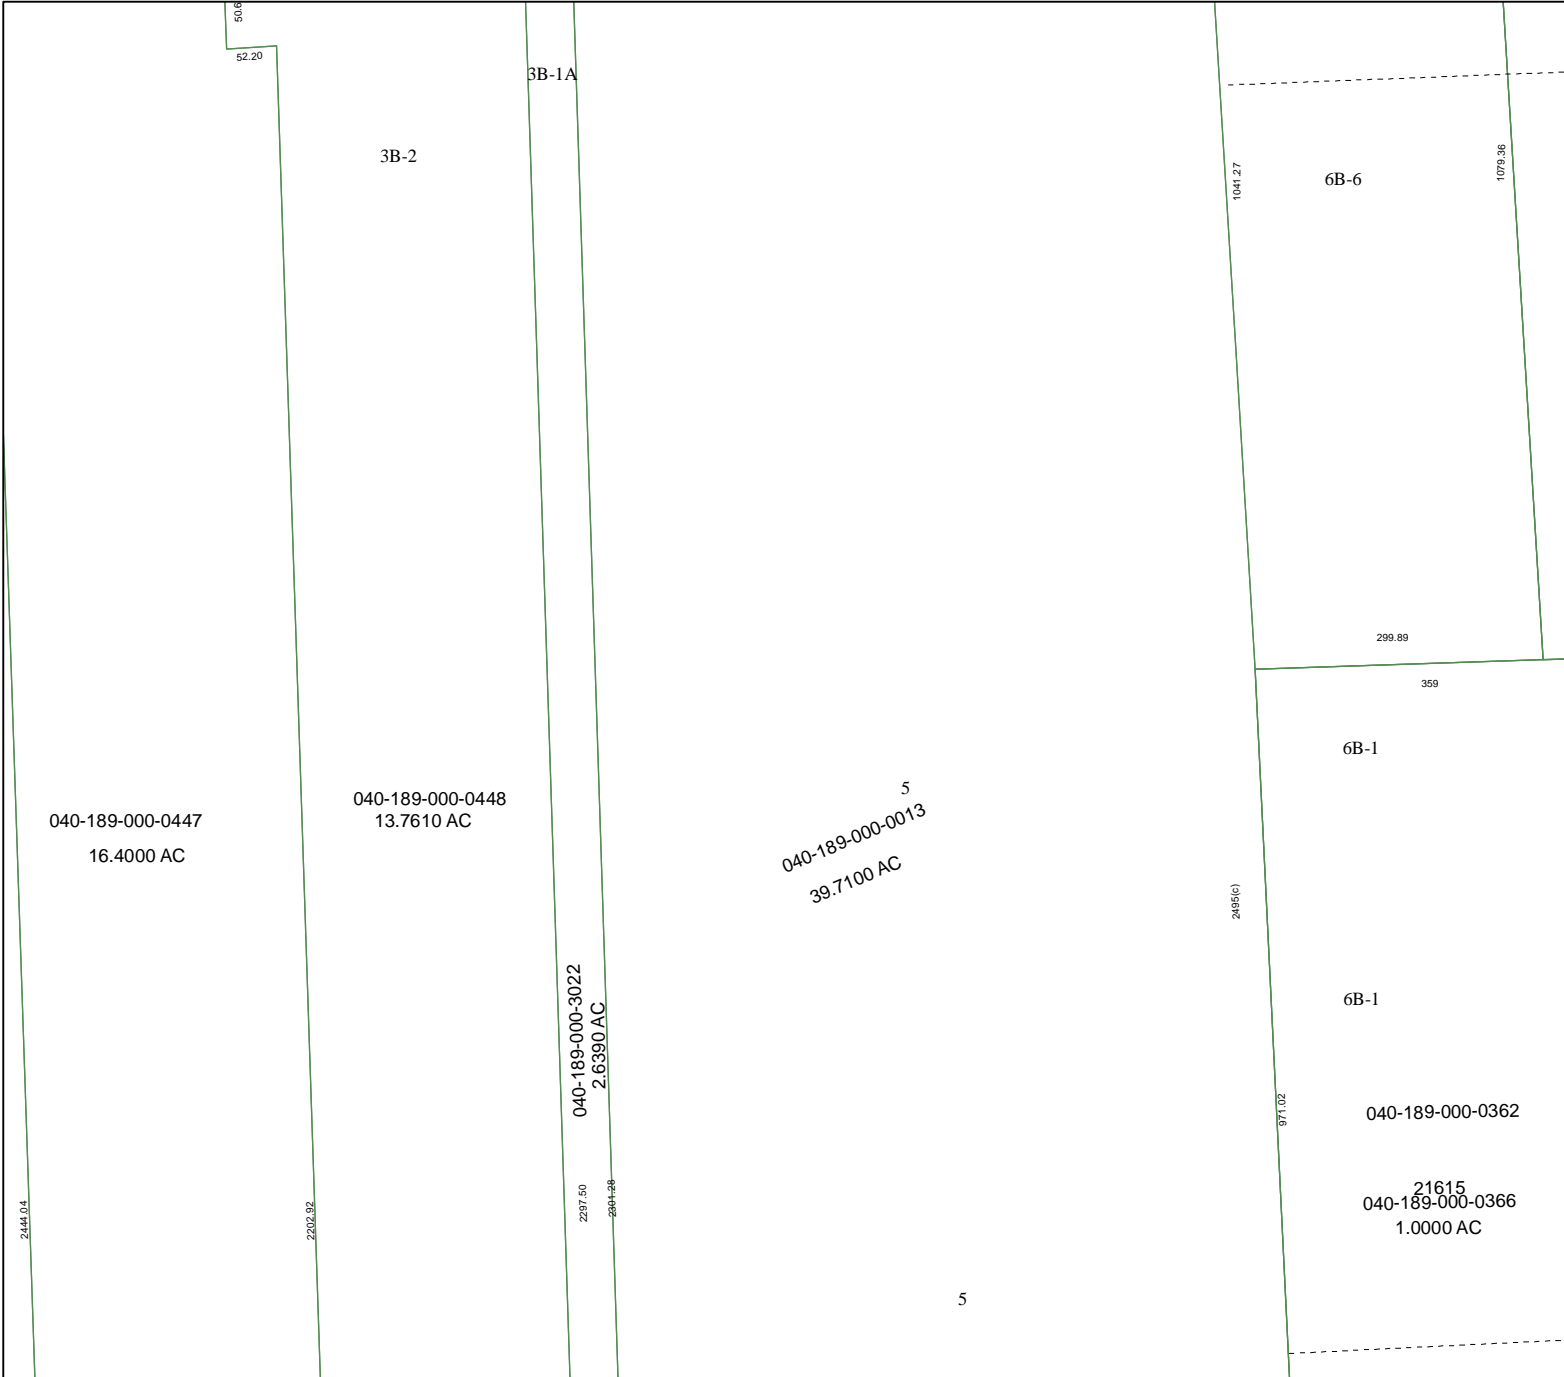 50.6
52.20
3B-1A
3B-2
1041.27
6B-6
1079.36
299.89
359
6B-1
5
040-189-000-0013
39.7100 AC
040-189-000-0448
13.7610 AC
040-189-000-0447
16.4000 AC
2495(c)
040-189-000-3022
2.6390 AC
6B-1
971.02
040-189-000-0362
21615
040-189-000-0366
1.0000 AC
2444.04
2202.92
2297.50
2301.28
5